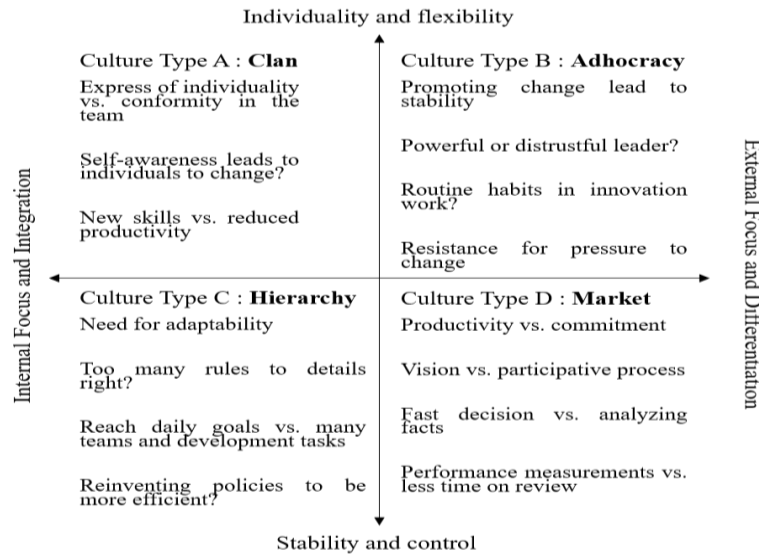 Individuality and flexibility
Culture Type A : Clan
Express of individuality
vs. conformity in the
team
Self-awareness leads to
individuals to change?
New skills vs. reduced
productivity
Culture Type B : Adhocracy
Promoting change lead to
stability
Powerful or distrustful leader?
Routine habits in innovation
work?
Resistance for pressure to
change
Internal Focus and Integration
External Focus and Differentiation
Culture Type C : Hierarchy
Need for adaptability
Too many rules to details
right?
Reach daily goals vs. many
teams and development tasks
Reinventing policies to be
more efficient?
Culture Type D : Market
Productivity vs. commitment
Vision vs. participative process
Fast decision vs. analyzing
facts
Performance measurements vs.
less time on review
Stability and control